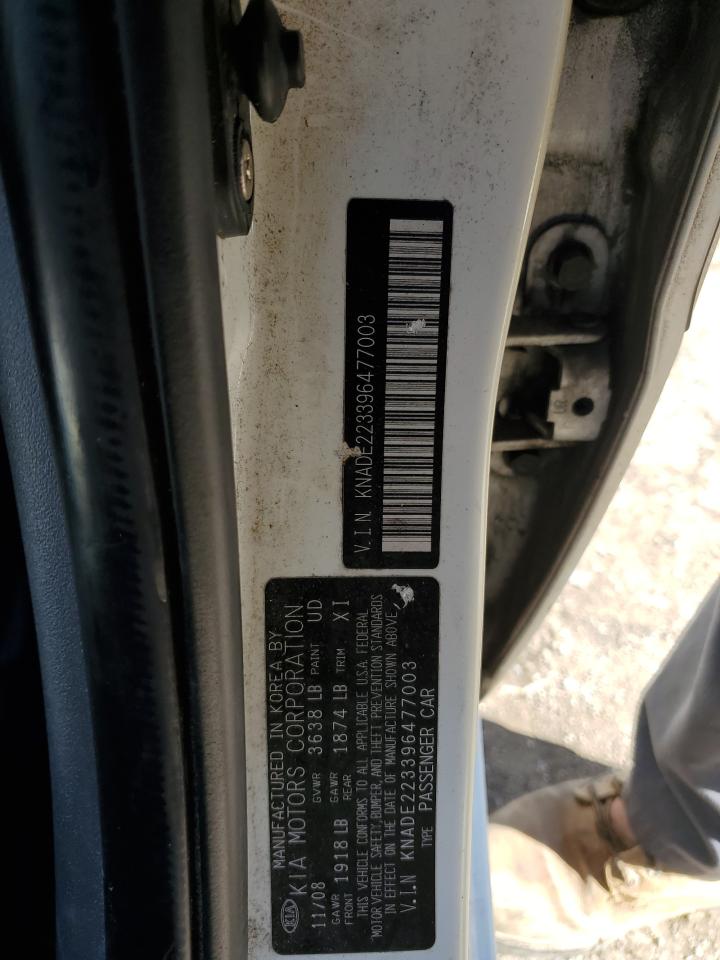 V.I.N. KNADE223396477003
KIA
MANUFACTURED IN KOREA BY
KIA MOTORS CORPORATION
11/08 GVWR 3638 LB PAINT UD
GAWR FRONT 1918 LB GAWR REAR 1874 LB TRIM XI
THIS VEHICLE CONFORMS TO ALL APPLICABLE U.S.A. FEDERAL
MOTOR VEHICLE SAFETY, BUMPER, AND THEFT PREVENTION STANDARDS
IN EFFECT ON THE DATE OF MANUFACTURE SHOWN ABOVE.
V.I.N KNADE223396477003
TYPE PASSENGER CAR